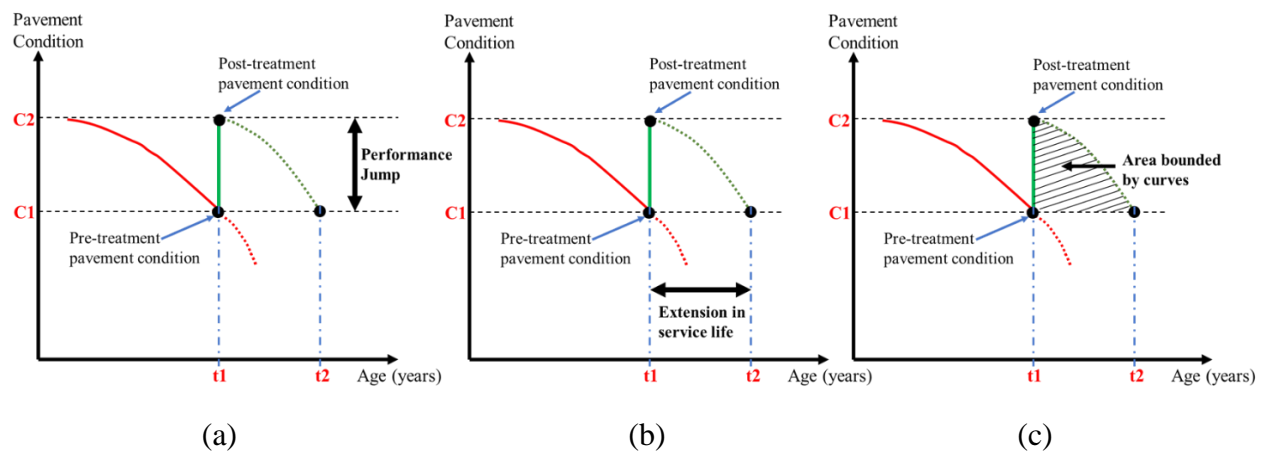 Pavement
Condition
Post-treatment
pavement condition
C2
Performance
Jump
C1
Pre-treatment
pavement condition
t1
t2
Age (years)
(a)
Pavement
Condition
Post-treatment
pavement condition
C2
C1
Pre-treatment
pavement condition
Extension in
service life
t1
t2
Age (years)
(b)
Pavement
Condition
Post-treatment
pavement condition
C2
Area bounded
by curves
C1
Pre-treatment
pavement condition
t1
t2
Age (years)
(c)